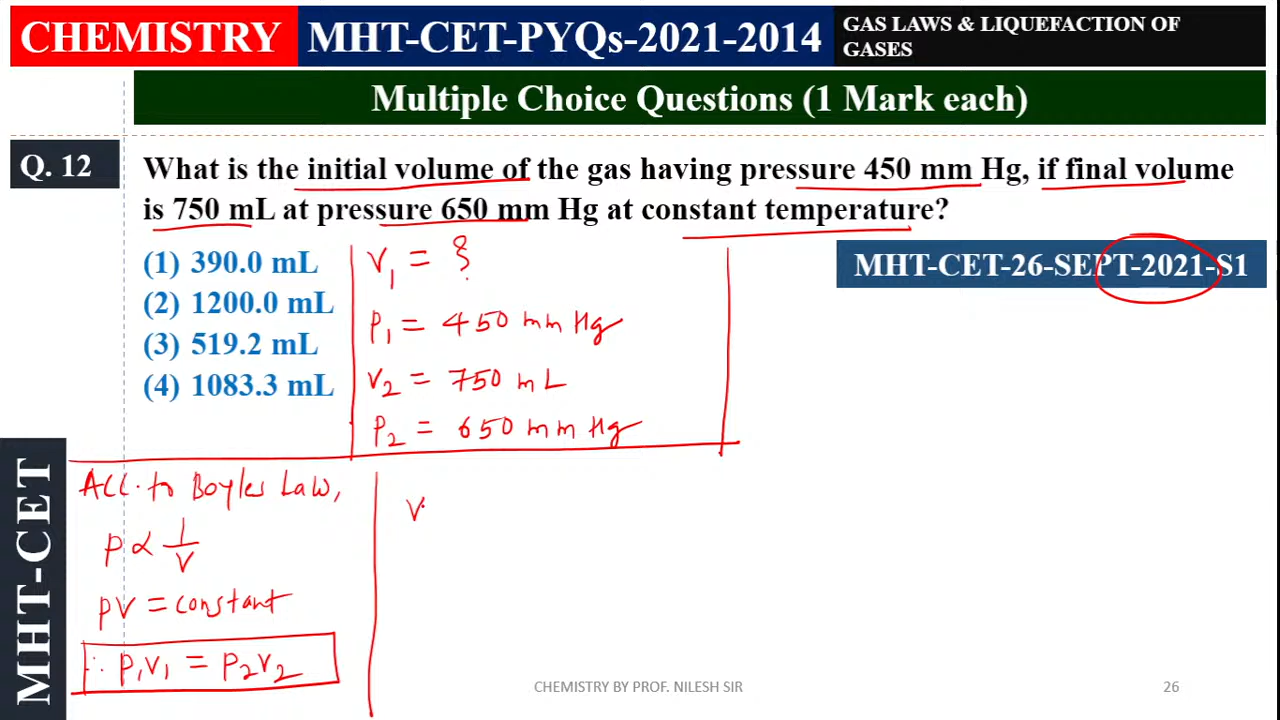 CHEMISTRY
MHT-CET-PYQs-2021-2014
GAS LAWS & LIQUEFACTION OF
GASES
Multiple Choice Questions (1 Mark each)
Q. 12
What is the initial volume of the gas having pressure 450 mm Hg, if final volume
is 750 mL at pressure 650 mm Hg at constant temperature?
MHT-CET-26-SEPT-2021-S1
(1) 390.0 mL
(2) 1200.0 mL
(3) 519.2 mL
(4) 1083.3 mL
V₁ = ?
P₁ = 450 mm Hg
V₂ = 750 mL
P₂ = 650 mm Hg
Acc. to Boyles Law,
P ∝ 1/V
PV = constant
∴ P₁V₁ = P₂V₂
V
MHT-CET
CHEMISTRY BY PROF. NILESH SIR
26